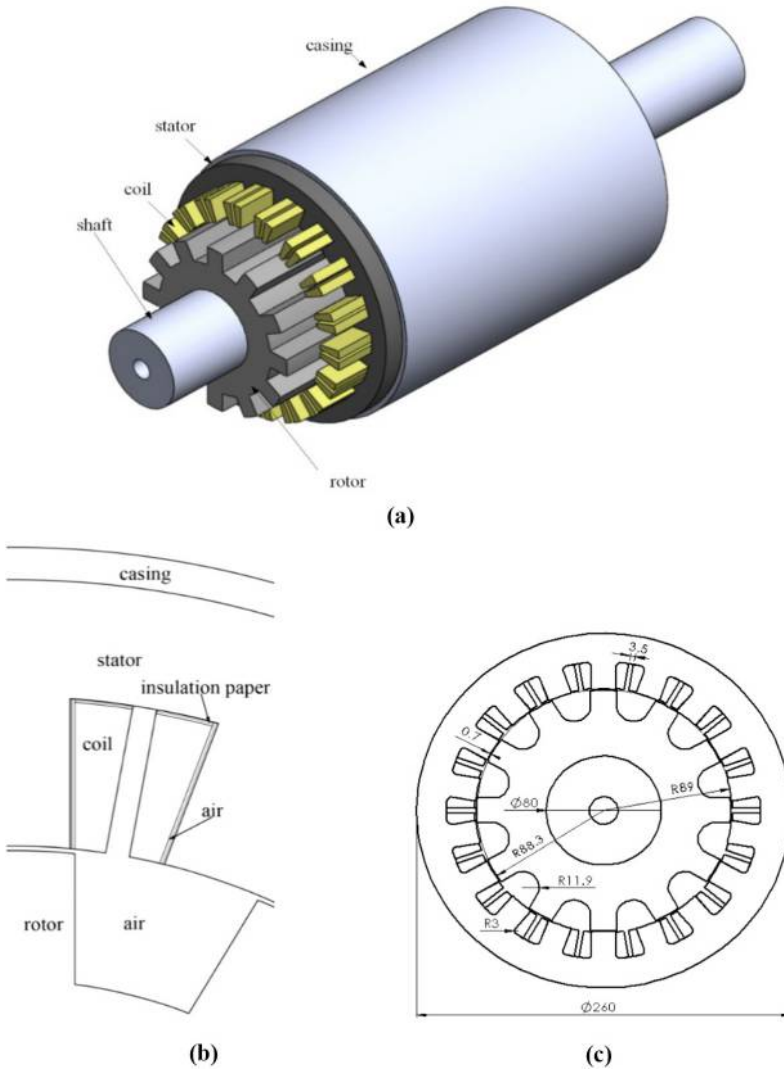 casing
stator
coil
shaft
rotor
(a)
casing
stator
insulation paper
coil
air
rotor
air
(b)
3.5
0.7
Ø80
R89
R88.3
R11.9
R3
Ø260
(c)